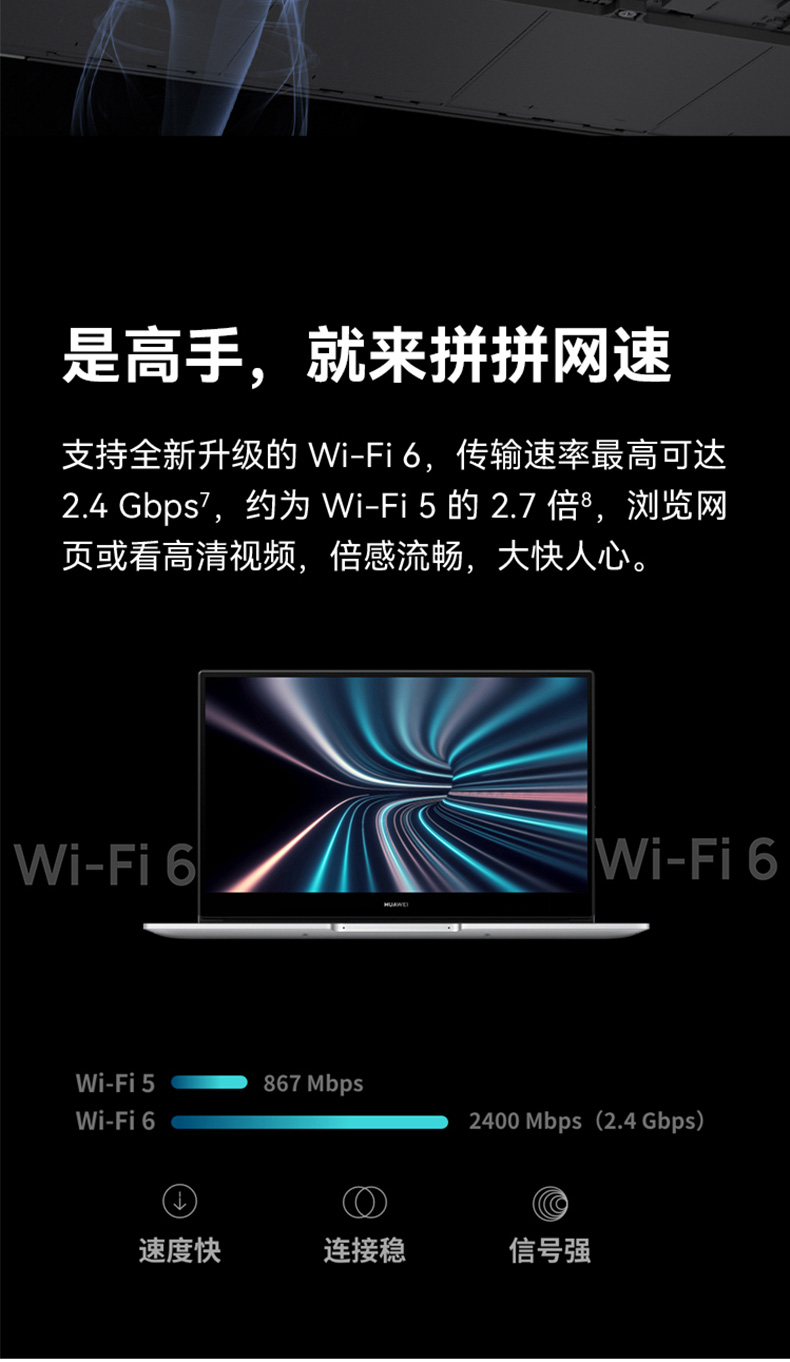 是高手，就来拼拼网速
支持全新升级的 Wi-Fi 6，传输速率最高可达
2.4 Gbps⁷，约为 Wi-Fi 5 的 2.7 倍⁸，浏览网
页或看高清视频，倍感流畅，大快人心。
Wi-Fi 6
Wi-Fi 6
HUAWEI
Wi-Fi 5 867 Mbps
Wi-Fi 6 2400 Mbps（2.4 Gbps）
速度快 连接稳 信号强